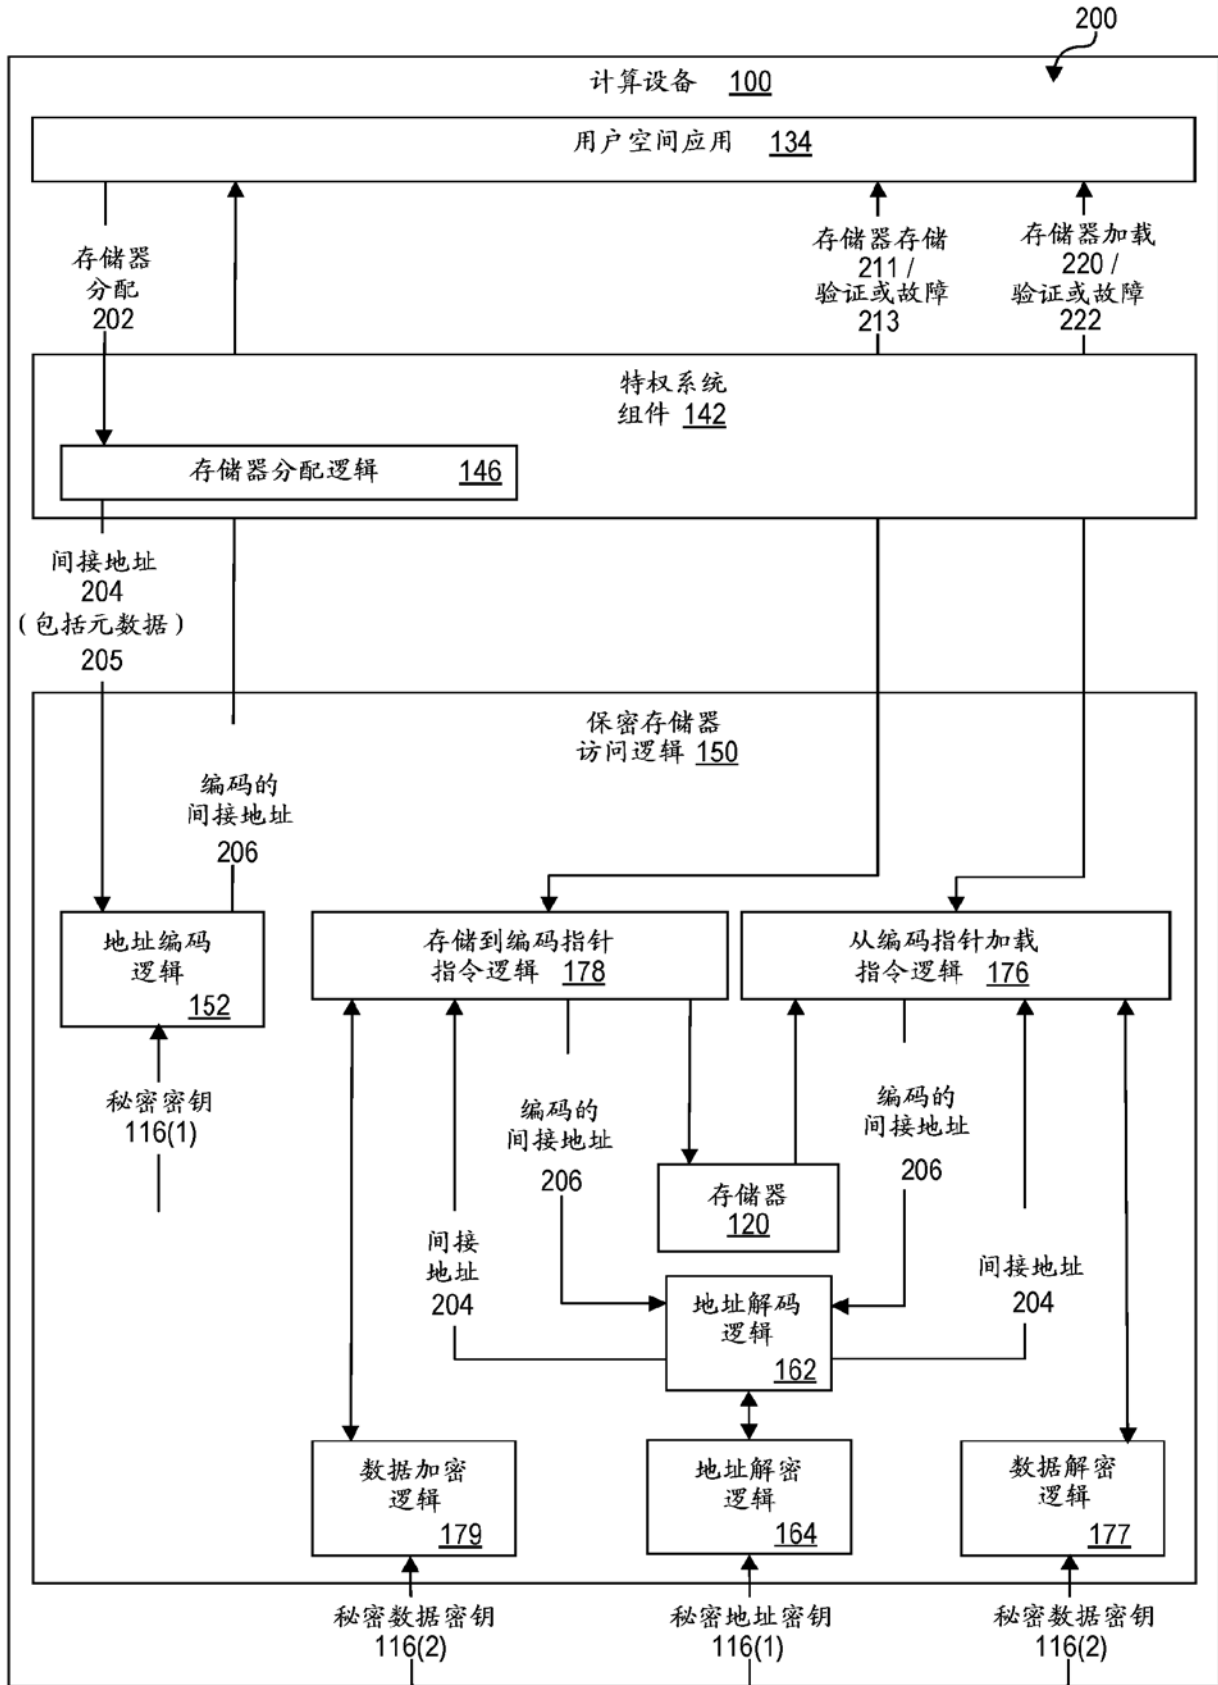 200
计算设备 100
用户空间应用 134
存储器
分配
202
存储器存储
211 /
验证或故障
213
存储器加载
220 /
验证或故障
222
特权系统
组件 142
存储器分配逻辑 146
间接地址
204
(包括元数据)
205
保密存储器
访问逻辑 150
编码的
间接地址
206
地址编码
逻辑
152
存储到编码指针
指令逻辑 178
从编码指针加载
指令逻辑 176
秘密密钥
116(1)
编码的
间接地址
206
编码的
间接地址
206
存储器
120
间接
地址
204
间接地址
204
地址解码
逻辑
162
数据加密
逻辑
179
地址解密
逻辑
164
数据解密
逻辑
177
秘密数据密钥
116(2)
秘密地址密钥
116(1)
秘密数据密钥
116(2)